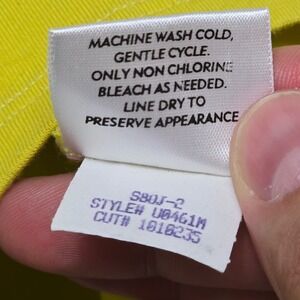 MACHINE WASH COLD,
GENTLE CYCLE.
ONLY NON CHLORINE
BLEACH AS NEEDED.
LINE DRY TO
PRESERVE APPEARANCE
S80J-2
STYLE# U0461M
CUT# 1010235